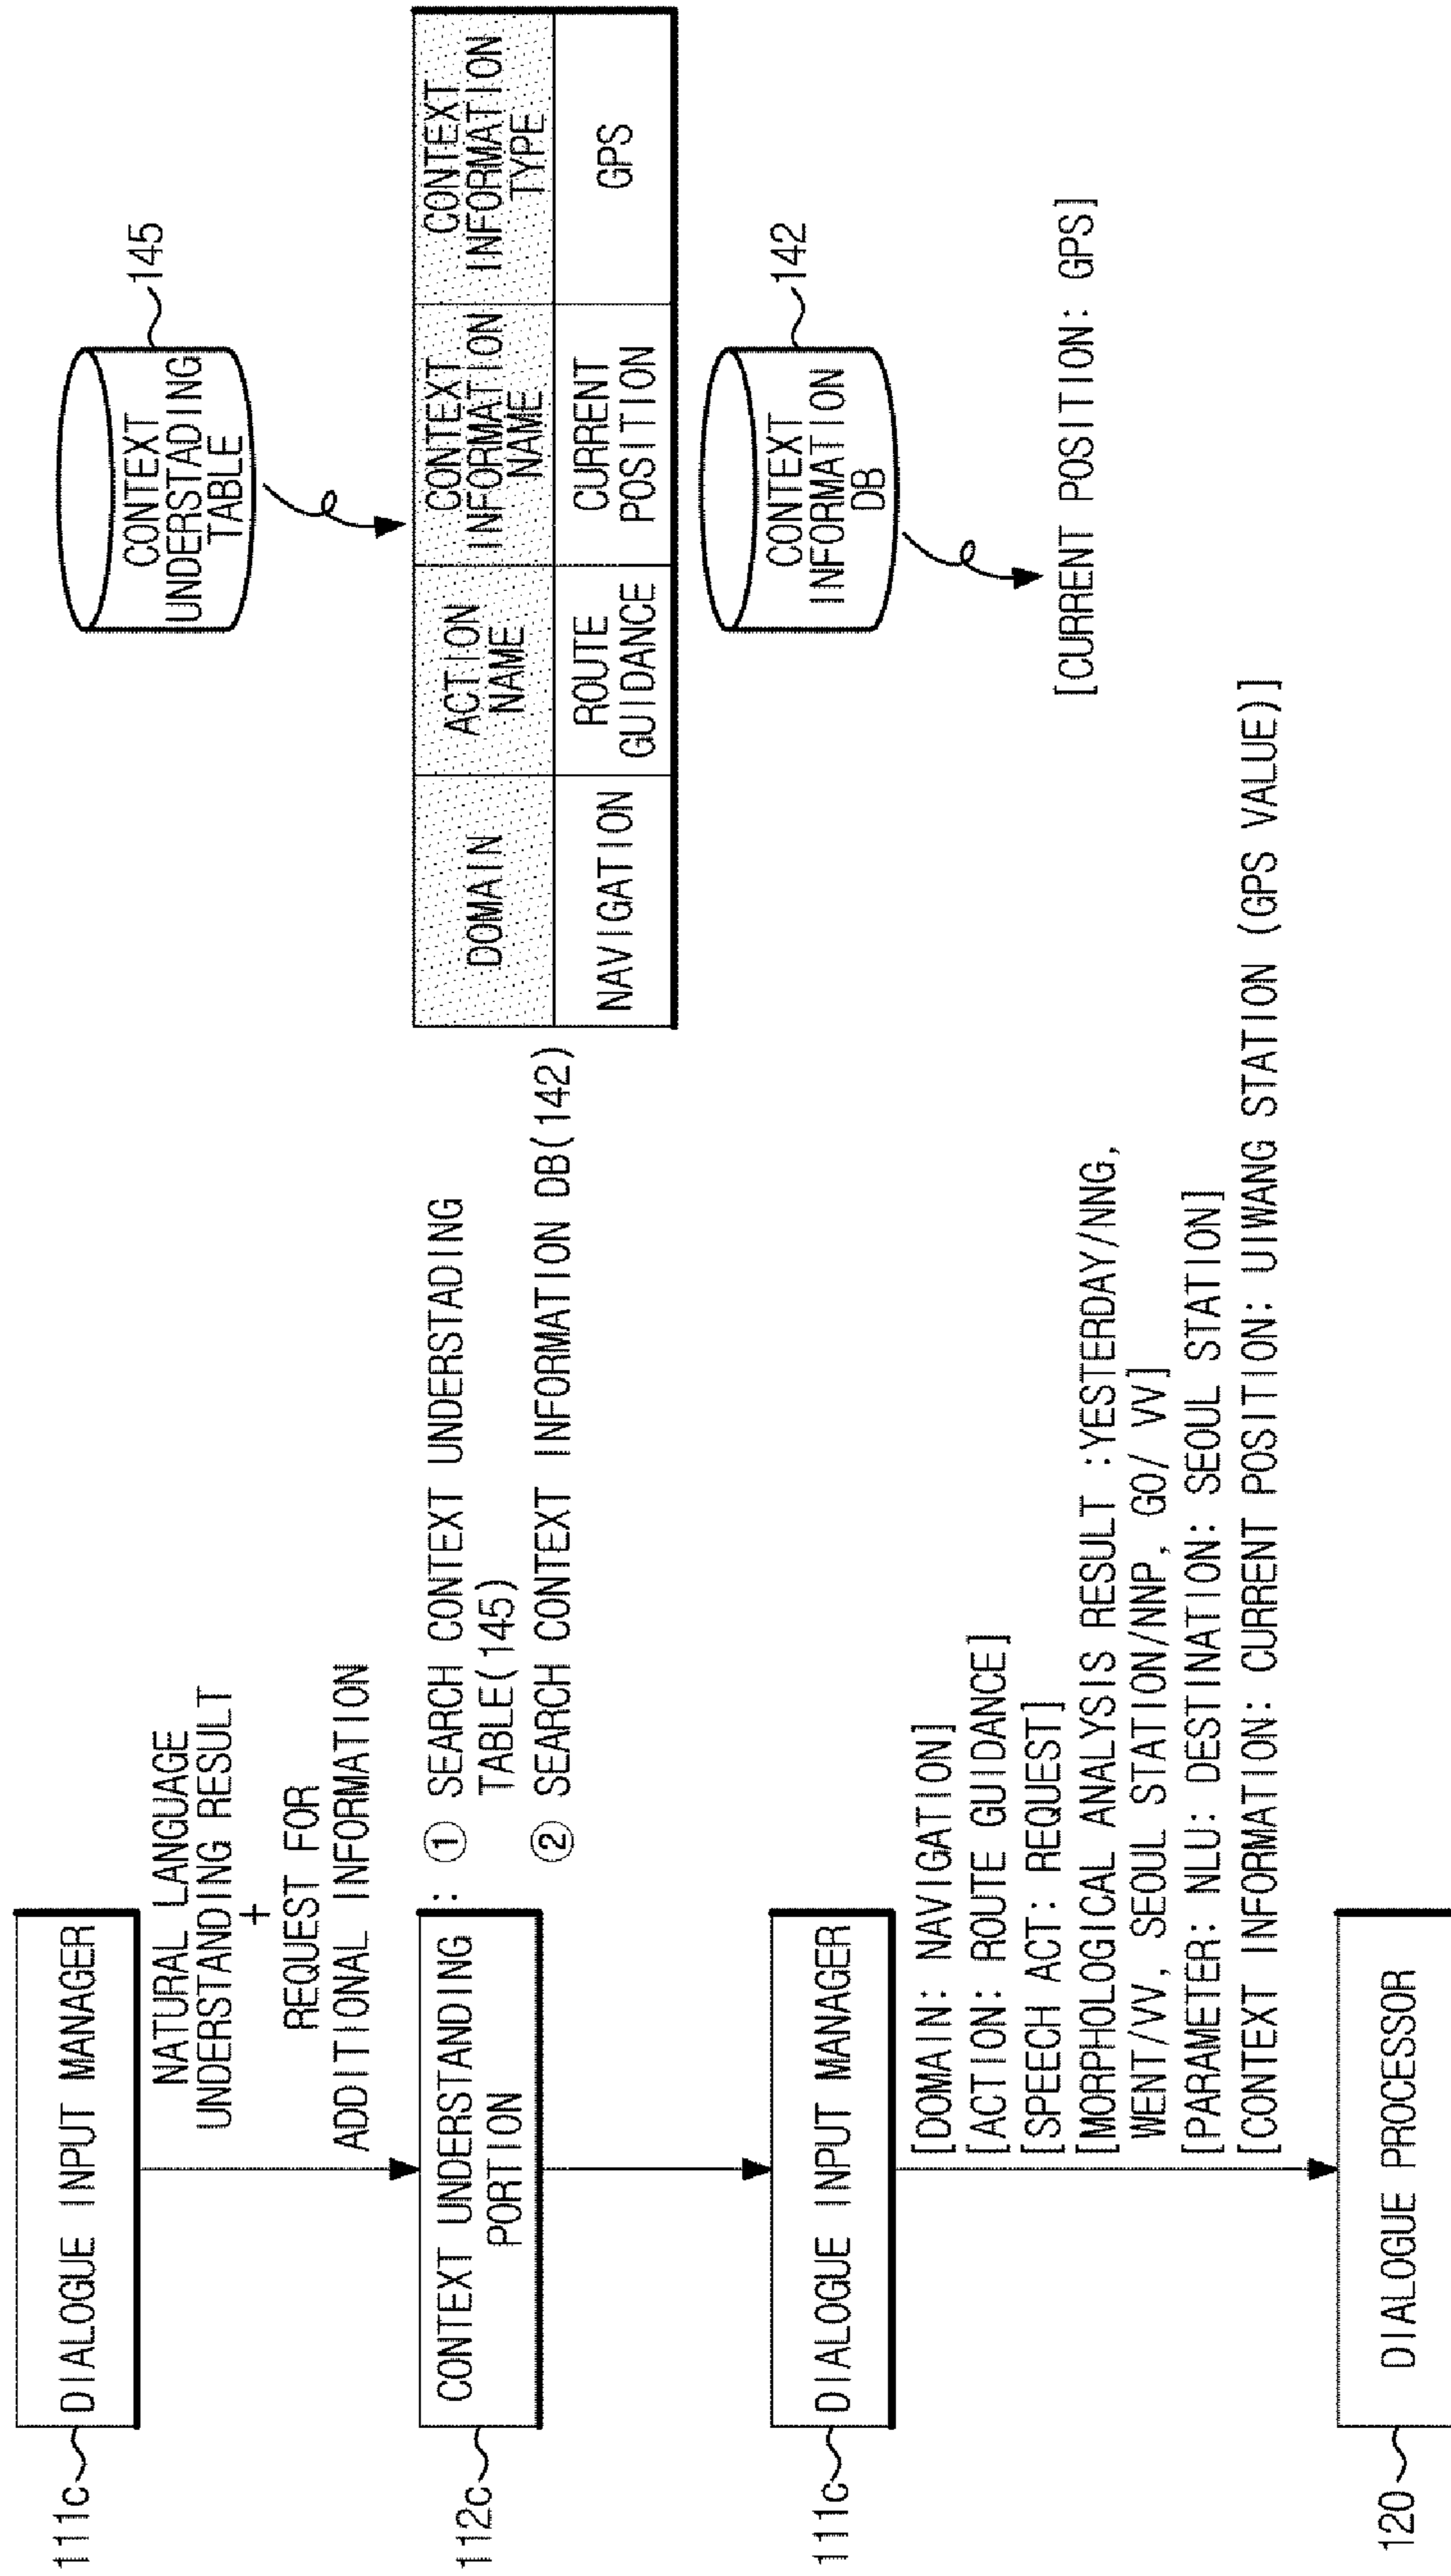 111c
DIALOGUE INPUT MANAGER
NATURAL LANGUAGE
UNDERSTANDING RESULT
+
REQUEST FOR
ADDITIONAL INFORMATION
112c
CONTEXT UNDERSTANDING
PORTION
: ① SEARCH CONTEXT UNDERSTADING
TABLE(145)
② SEARCH CONTEXT INFORMATION DB(142)
111c
DIALOGUE INPUT MANAGER
[DOMAIN: NAVIGATION]
[ACTION: ROUTE GUIDANCE]
[SPEECH ACT: REQUEST]
[MORPHOLOGICAL ANALYSIS RESULT :YESTERDAY/NNG,
WENT/VV, SEOUL STATION/NNP, GO/ VV]
[PARAMETER: NLU: DESTINATION: SEOUL STATION]
[CONTEXT INFORMATION: CURRENT POSITION: UIWANG STATION (GPS VALUE)]
120
DIALOGUE PROCESSOR
CONTEXT
UNDERSTADING
TABLE
145
DOMAIN
ACTION
NAME
CONTEXT
INFORMATION
NAME
CONTEXT
INFORMATION
TYPE
NAVIGATION
ROUTE
GUIDANCE
CURRENT
POSITION
GPS
CONTEXT
INFORMATION
DB
142
[CURRENT POSITION: GPS]